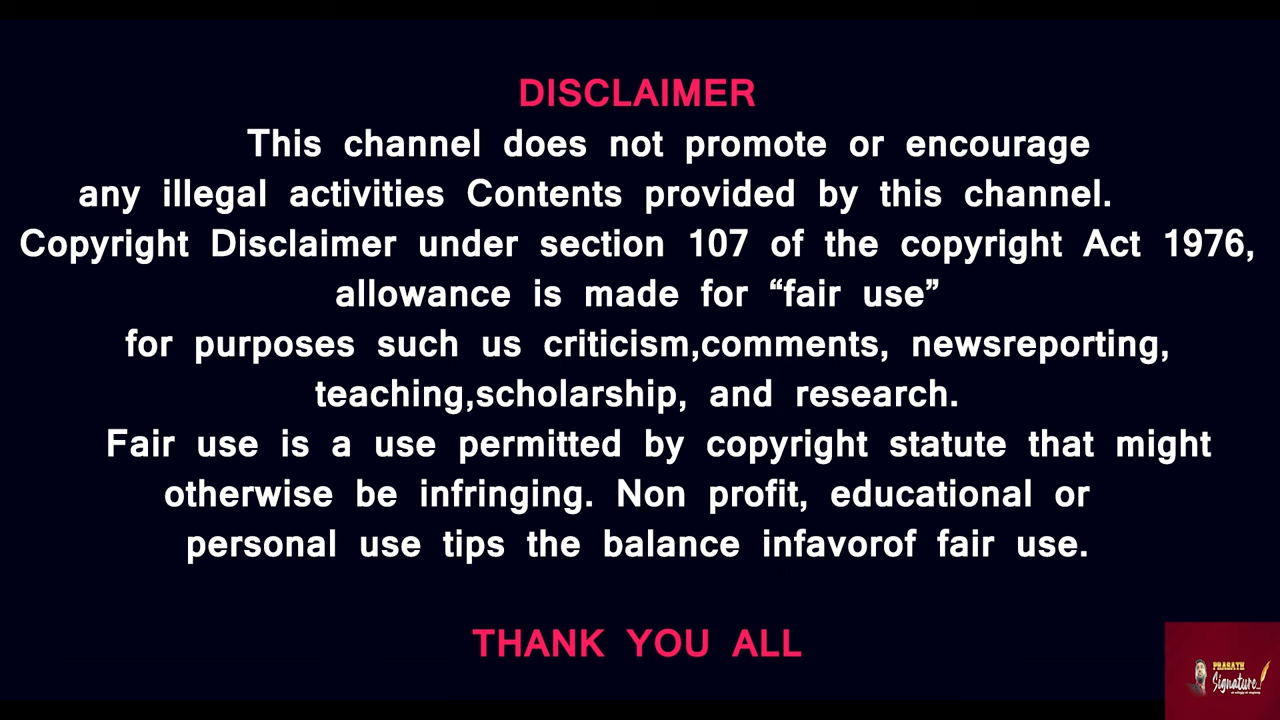 DISCLAIMER
This channel does not promote or encourage
any illegal activities Contents provided by this channel.
Copyright Disclaimer under section 107 of the copyright Act 1976,
allowance is made for “fair use”
for purposes such us criticism,comments, newsreporting,
teaching,scholarship, and research.
Fair use is a use permitted by copyright statute that might
otherwise be infringing. Non profit, educational or
personal use tips the balance infavorof fair use.
THANK YOU ALL
PRASATH
Signature